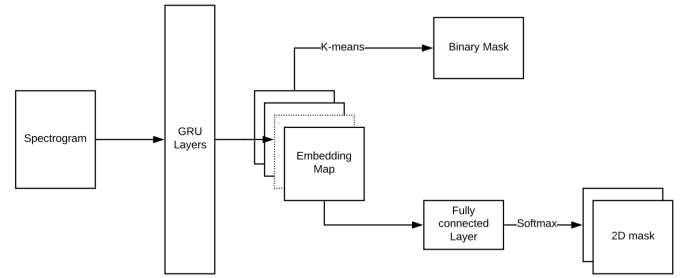 K-means
Binary Mask
Spectrogram
GRU
Layers
Embedding
Map
Fully
connected
Layer
Softmax
2D mask